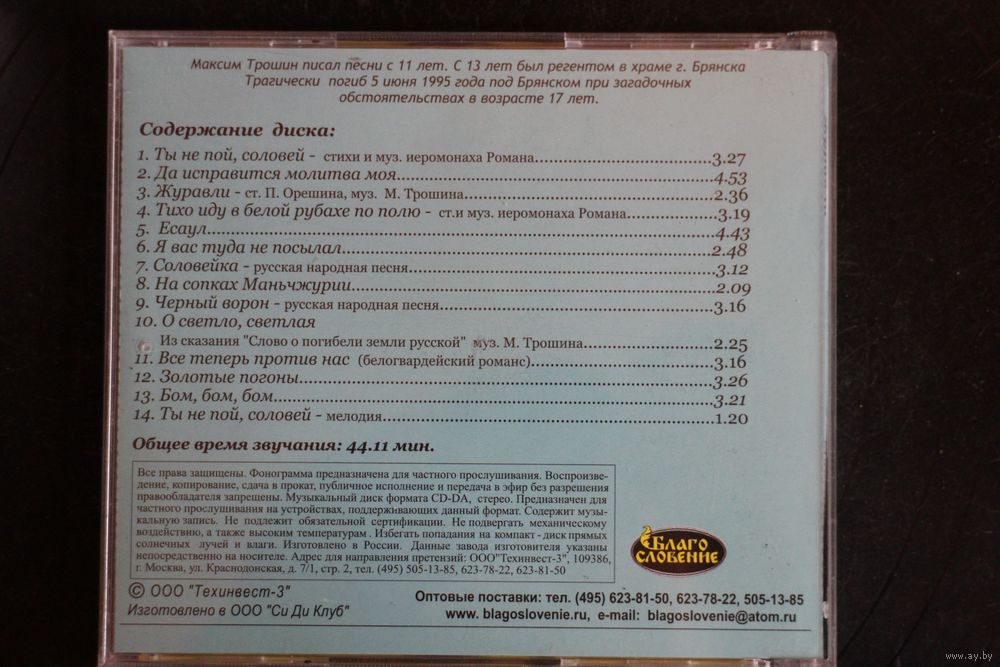 Максим Трошин писал песни с 11 лет. С 13 лет был регентом в храме г. Брянска
Трагически погиб 5 июня 1995 года под Брянском при загадочных
обстоятельствах в возрасте 17 лет.
Содержание диска:
1. Ты не пой, соловей - стихи и муз. иеромонаха Романа..........3.27
2. Да исправится молитва моя..........4.53
3. Журавли - ст. П. Орешина, муз. М. Трошина..........2.36
4. Тихо иду в белой рубахе по полю - ст.и муз. иеромонаха Романа..........3.19
5. Есаул..........4.43
6. Я вас туда не посылал..........2.48
7. Соловейка - русская народная песня..........3.12
8. На сопках Маньчжурии..........2.09
9. Черный ворон - русская народная песня..........3.16
10. О светло, светлая
Из сказания "Слово о погибели земли русской" муз. М. Трошина..........2.25
11. Все теперь против нас (белогвардейский романс)..........3.16
12. Золотые погоны..........3.26
13. Бом, бом, бом..........3.21
14. Ты не пой, соловей - мелодия..........1.20
Общее время звучания: 44.11 мин.
Все права защищены. Фонограмма предназначена для частного прослушивания. Воспроизве-
дение, копирование, сдача в прокат, публичное исполнение и передача в эфир без разрешения
правообладателя запрещены. Музыкальный диск формата CD-DA, стерео. Предназначен для
частного прослушивания на устройствах, поддерживающих данный формат. Содержит музы-
кальную запись. Не подлежит обязательной сертификации. Не подвергать механическому
воздействию, а также высоким температурам. Избегать попадания на компакт - диск прямых
солнечных лучей и влаги. Изготовлено в России. Данные завода изготовителя указаны
непосредственно на носителе. Адрес для направления претензий: ООО"Техинвест-3", 109386,
г. Москва, ул. Краснодонская, д. 7/1, стр. 2, тел. (495) 505-13-85, 623-78-22, 623-81-50
БЛАГО
СЛОВЕНИЕ
© ООО "Техинвест-3"
Изготовлено в ООО "Си Ди Клуб"
Оптовые поставки: тел. (495) 623-81-50, 623-78-22, 505-13-85
www. blagoslovenie.ru, e-mail: blagoslovenie@atom.ru
www.ay.by